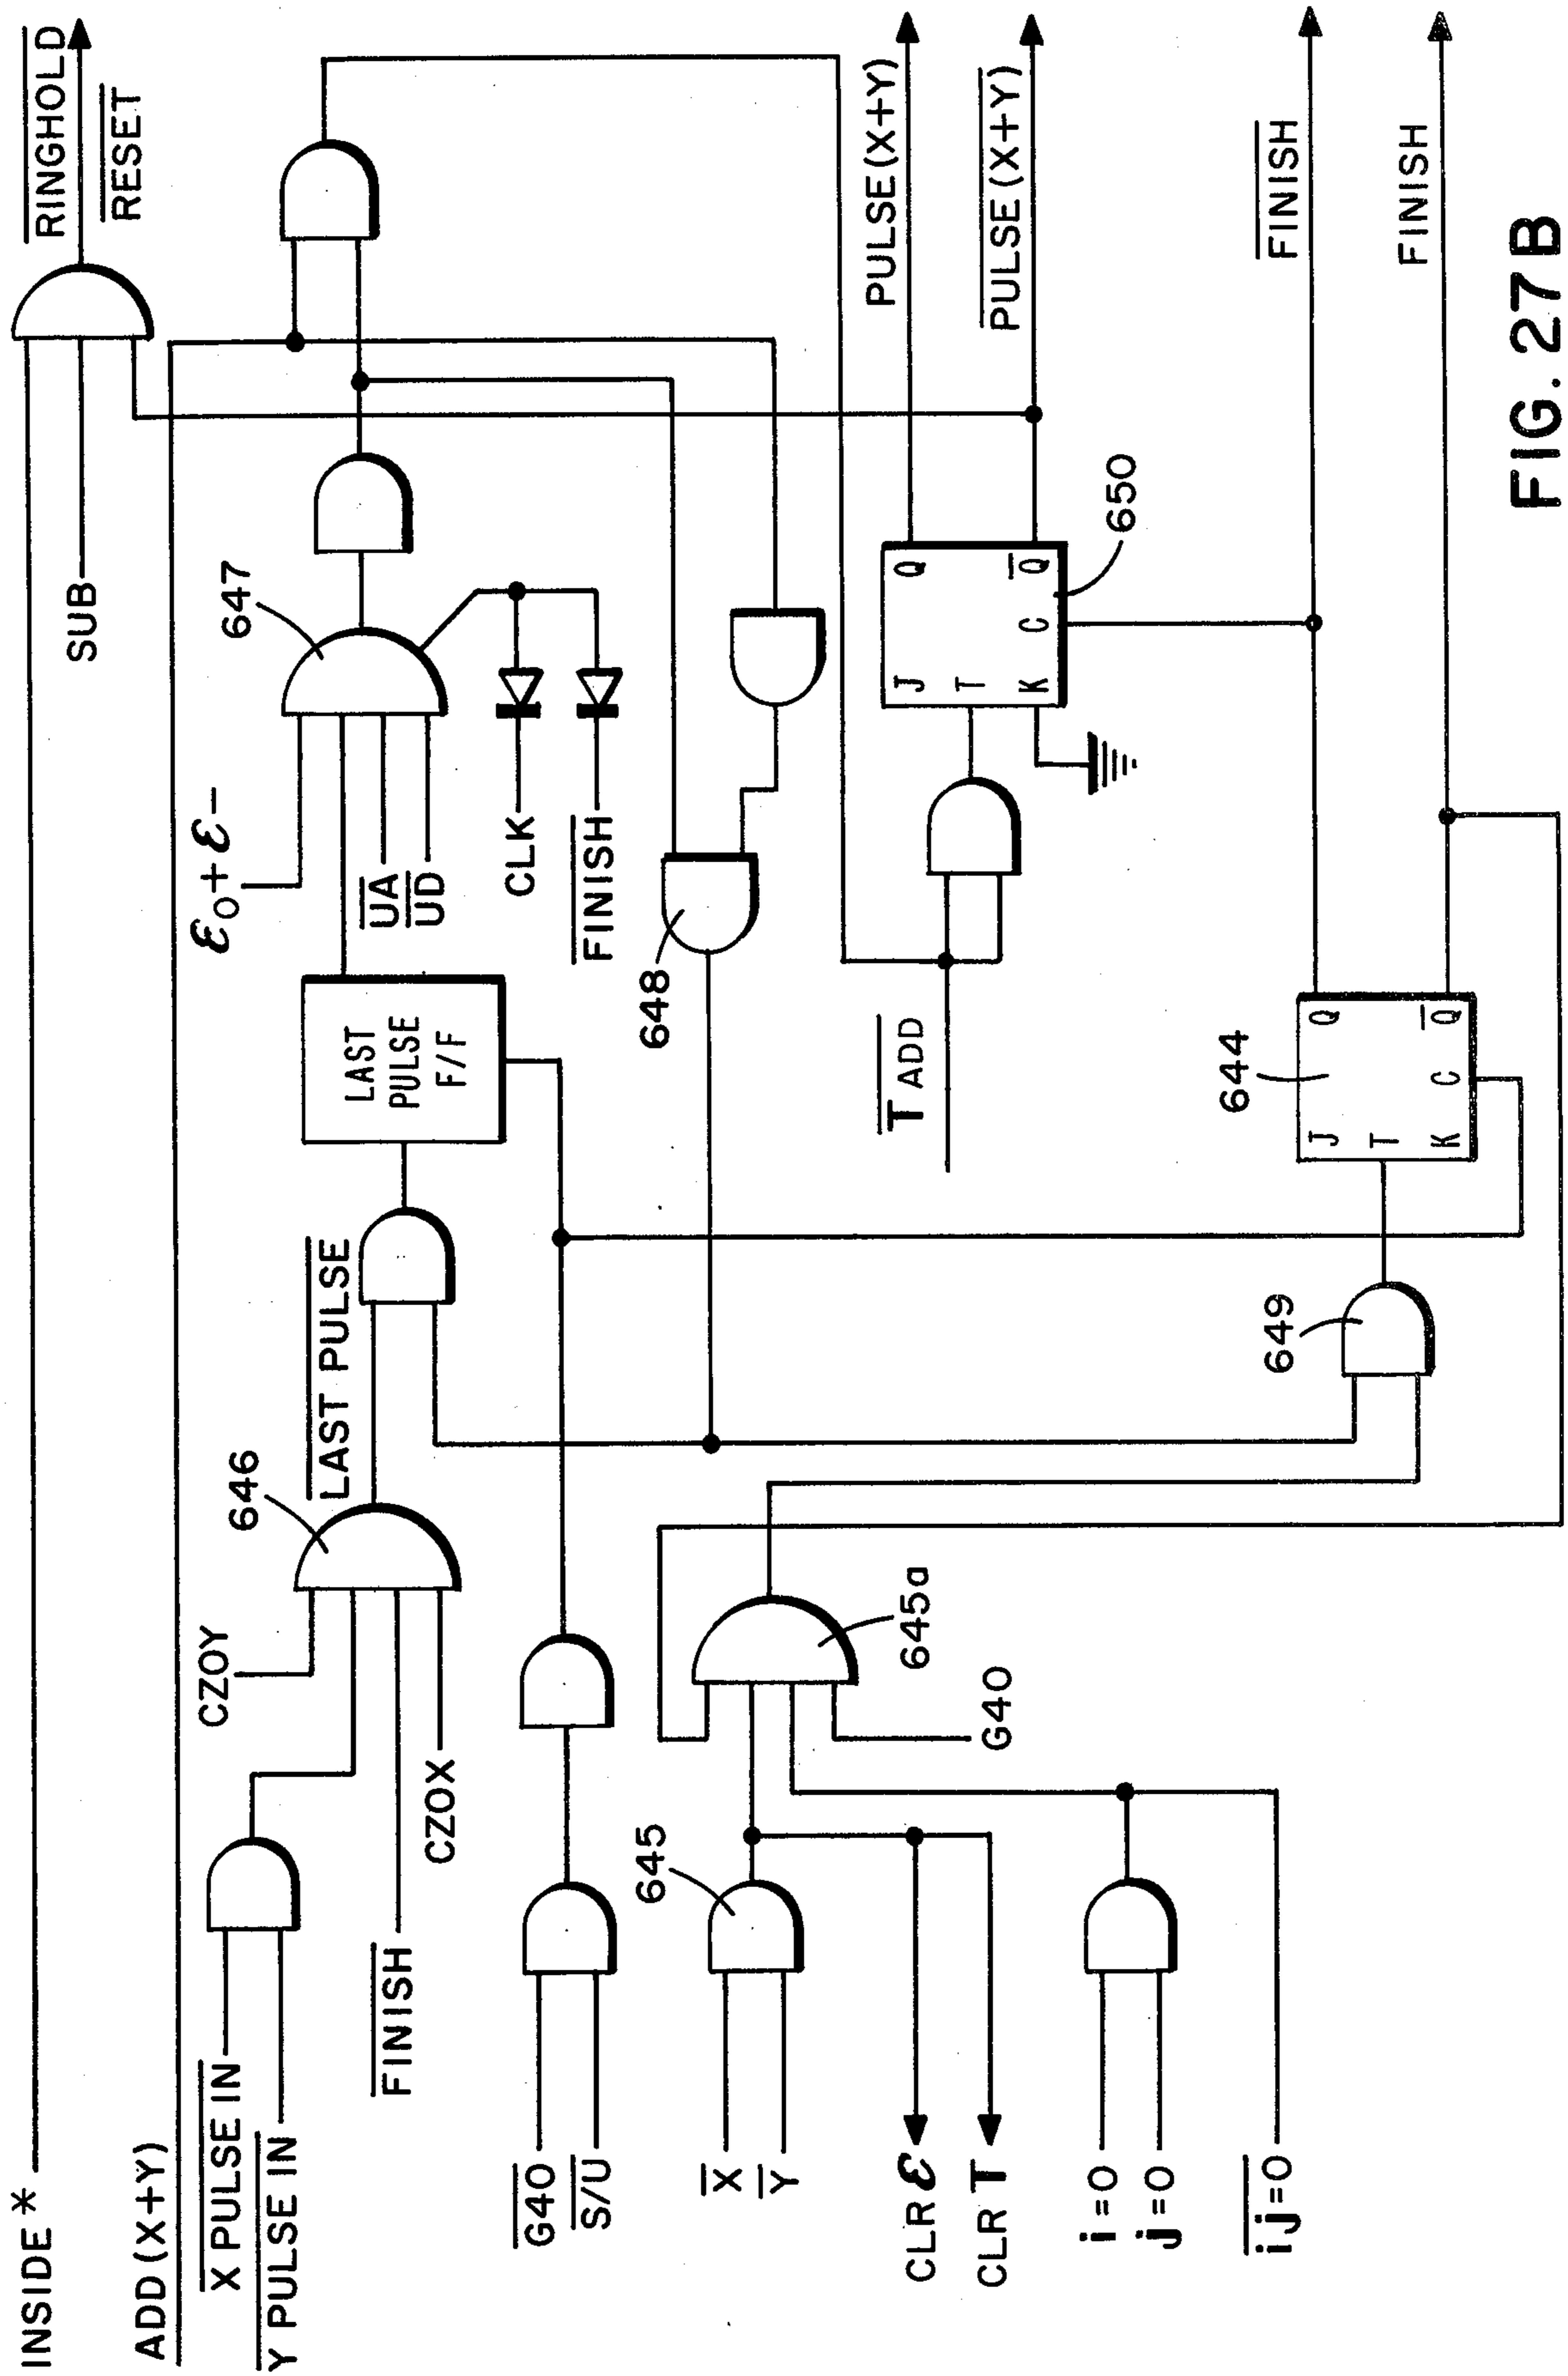 INSIDE *
SUB
RINGHOLD
RESET
ADD (X+Y)
X PULSE IN
Y PULSE IN
CZOY
646
LAST PULSE
FINISH
CZOX
LAST
PULSE
F/F
ε0+ε-
UA
UD
647
CLK
FINISH
G40
S/U
648
645
X
Y
645a
G40
CLR ε
CLR T
T ADD
J
T
K
C
Q
Q
650
PULSE (X+Y)
PULSE (X+Y)
i=0
j=0
ij=0
649
644
J
T
K
C
Q
Q
FINISH
FINISH
FIG. 27B